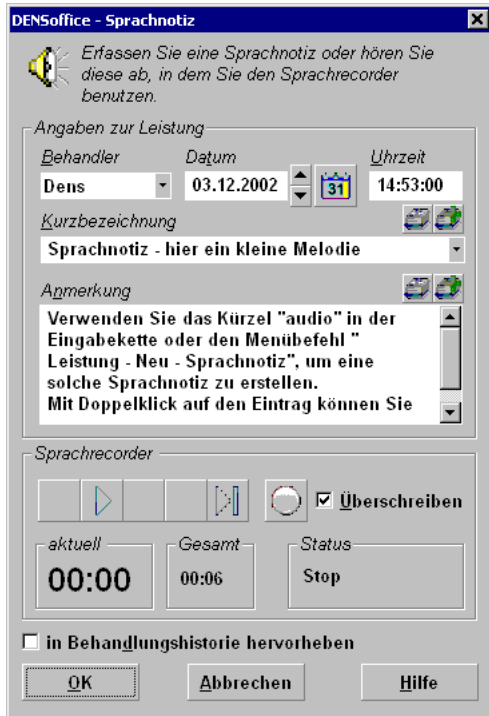 DENSoffice - Sprachnotiz
Erfassen Sie eine Sprachnotiz oder hören Sie
diese ab, in dem Sie den Sprachrecorder
benutzen.
Angaben zur Leistung
Behandler Datum Uhrzeit
Dens 03.12.2002 31 14:53:00
Kurzbezeichnung
Sprachnotiz - hier ein kleine Melodie
Anmerkung
Verwenden Sie das Kürzel "audio" in der
Eingabekette oder den Menübefehl "
Leistung - Neu - Sprachnotiz", um eine
solche Sprachnotiz zu erstellen.
Mit Doppelklick auf den Eintrag können Sie
Sprachrecorder
Überschreiben
aktuell Gesamt Status
00:00 00:06 Stop
in Behandlungshistorie hervorheben
OK Abbrechen Hilfe